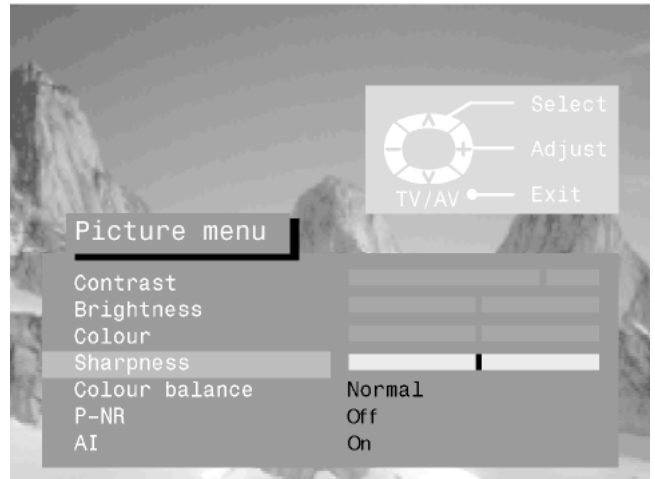 Select
Adjust
TV/AV Exit
Picture menu
Contrast
Brightness
Colour
Sharpness
Colour balance Normal
P-NR Off
AI On